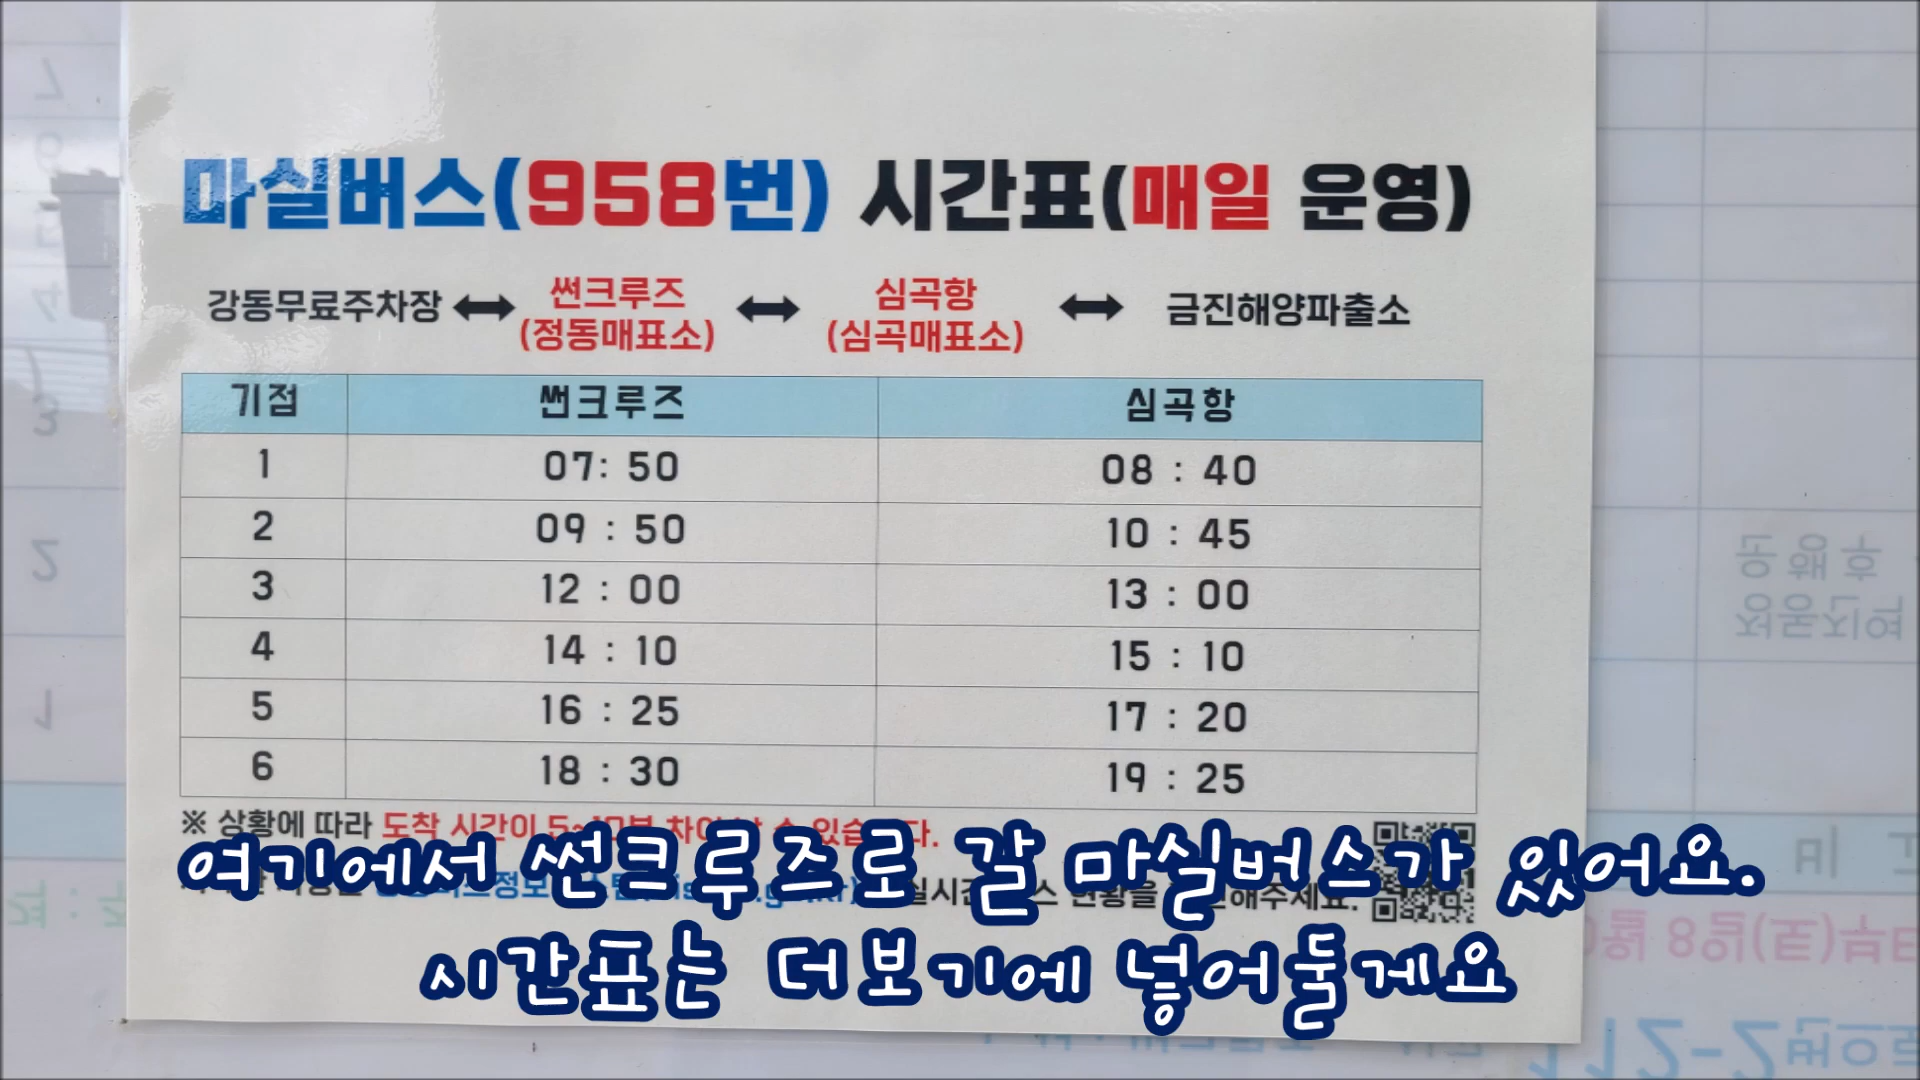 마실버스(958번) 시간표(매일 운영)
강동무료주차장 ↔ 썬크루즈 ↔ 심곡항 ↔ 금진해양파출소
(정동매표소) (심곡매표소)
기점 썬크루즈 심곡항
1 07: 50 08 : 40
2 09 : 50 10 : 45
3 12 : 00 13 : 00
4 14 : 10 15 : 10
5 16 : 25 17 : 20
6 18 : 30 19 : 25
※ 상황에 따라 도착 시간이
여기에서 썬크루즈로 갈 마실버스가 있어요.
시간표는 더보기에 넣어둘게요